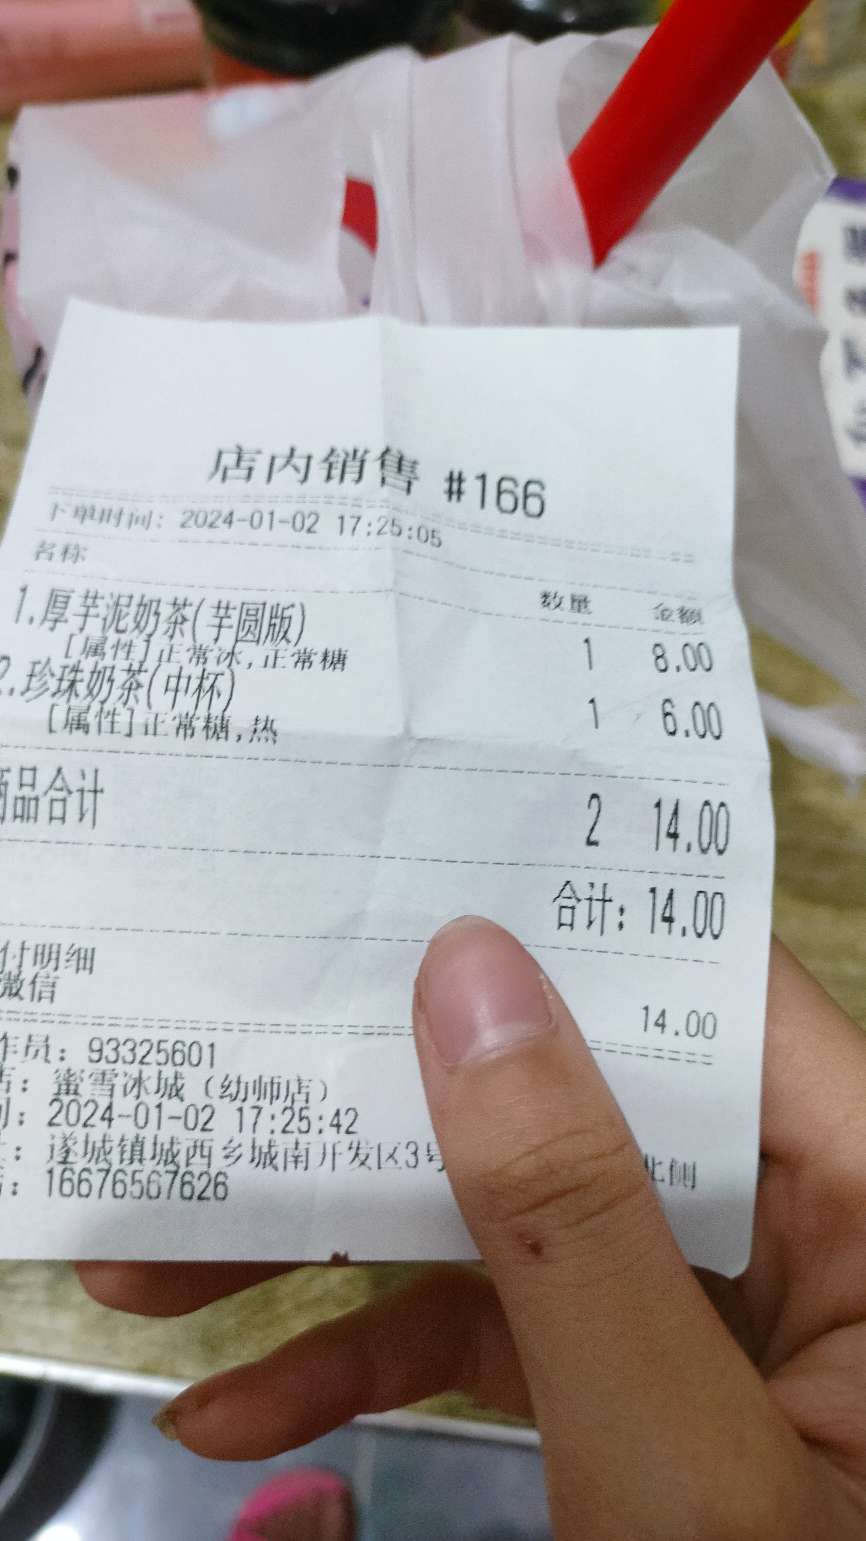 店内销售 #166
下单时间: 2024-01-02 17:25:05
名称 数量 金额
1.厚芋泥奶茶(芋圆版) 1 8.00
[属性]正常冰,正常糖
2.珍珠奶茶(中杯) 1 6.00
[属性]正常糖,热
商品合计 2 14.00
合计: 14.00
付明细
微信 14.00
作员: 93325601
店: 蜜雪冰城（幼师店）
: 2024-01-02 17:25:42
: 遂城镇城西乡城南开发区3号 北侧
: 16676567626